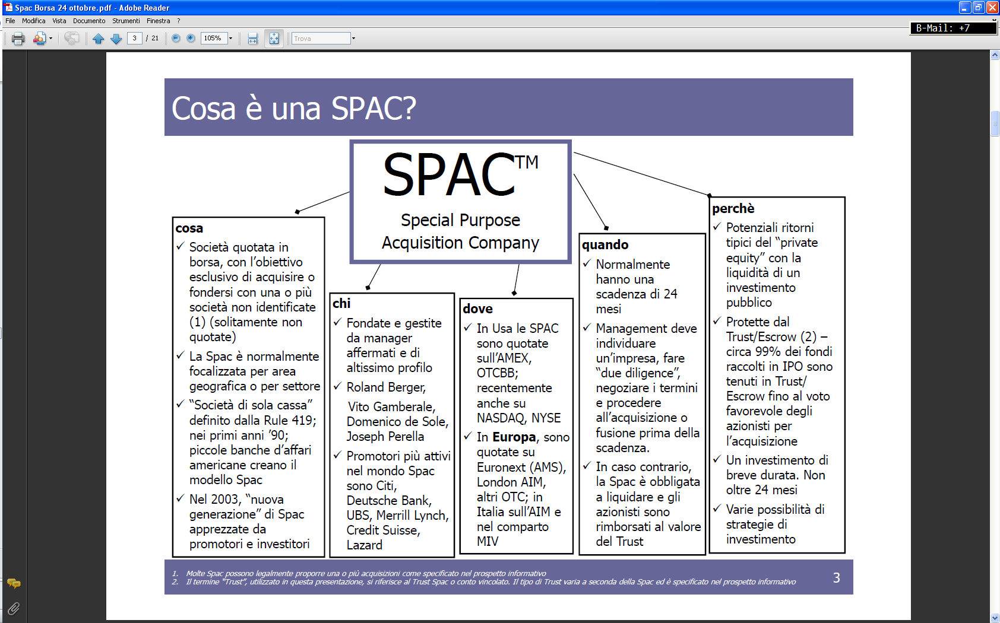 Spac Borsa 24 ottobre.pdf - Adobe Reader
File Modifica Vista Documento Strumenti Finestra ?
B-Mail: +7
3 / 21 105% Trova
Cosa è una SPAC?
SPAC™
Special Purpose
Acquisition Company
cosa
✓ Società quotata in
borsa, con l’obiettivo
esclusivo di acquisire o
fondersi con una o più
società non identificate
(1) (solitamente non
quotate)
✓ La Spac è normalmente
focalizzata per area
geografica o per settore
✓ “Società di sola cassa”
definito dalla Rule 419;
nei primi anni ’90;
piccole banche d’affari
americane creano il
modello Spac
✓ Nel 2003, “nuova
generazione” di Spac
apprezzate da
promotori e investitori
chi
✓ Fondate e gestite
da manager
affermati e di
altissimo profilo
✓ Roland Berger,
Vito Gamberale,
Domenico de Sole,
Joseph Perella
✓ Promotori più attivi
nel mondo Spac
sono Citi,
Deutsche Bank,
UBS, Merrill Lynch,
Credit Suisse,
Lazard
dove
✓ In Usa le SPAC
sono quotate
sull’AMEX,
OTCBB;
recentemente
anche su
NASDAQ, NYSE
✓ In Europa, sono
quotate su
Euronext (AMS),
London AIM,
altri OTC; in
Italia sull’AIM e
nel comparto
MIV
quando
✓ Normalmente
hanno una
scadenza di 24
mesi
✓ Management deve
individuare
un’impresa, fare
“due diligence”,
negoziare i termini
e procedere
all’acquisizione o
fusione prima della
scadenza.
✓ In caso contrario,
la Spac è obbligata
a liquidare e gli
azionisti sono
rimborsati al valore
del Trust
perchè
✓ Potenziali ritorni
tipici del “private
equity” con la
liquidità di un
investimento
pubblico
✓ Protette dal
Trust/Escrow (2) –
circa 99% dei fondi
raccolti in IPO sono
tenuti in Trust/
Escrow fino al voto
favorevole degli
azionisti per
l’acquisizione
✓ Un investimento di
breve durata. Non
oltre 24 mesi
✓ Varie possibilità di
strategie di
investimento
1. Molte Spac possono legalmente proporre una o più acquisizioni come specificato nel prospetto informativo
2. Il termine “Trust”, utilizzato in questa presentazione, si riferisce al Trust Spac o conto vincolato. Il tipo di Trust varia a seconda della Spac ed è specificato nel prospetto informativo
3